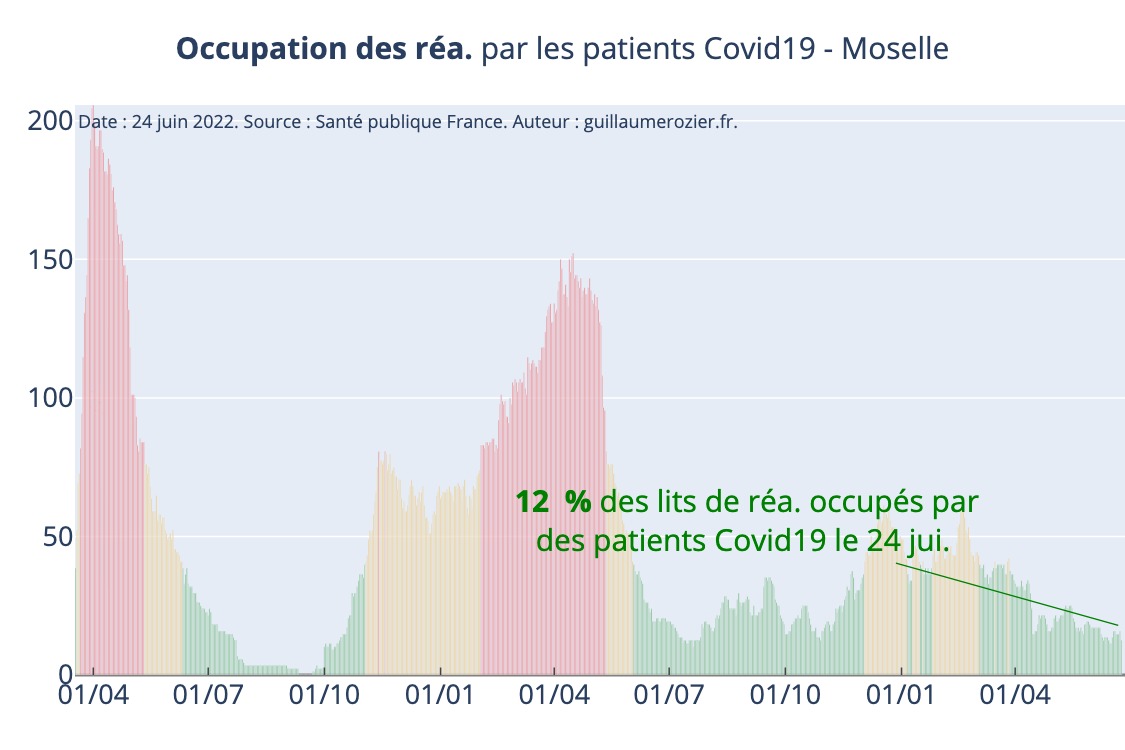 Occupation des réa. par les patients Covid19 - Moselle
200
Date : 24 juin 2022. Source : Santé publique France. Auteur : guillaumerozier.fr.
150
100
12 % des lits de réa. occupés par
des patients Covid19 le 24 jui.
50
0
01/04 01/07 01/10 01/01 01/04 01/07 01/10 01/01 01/04